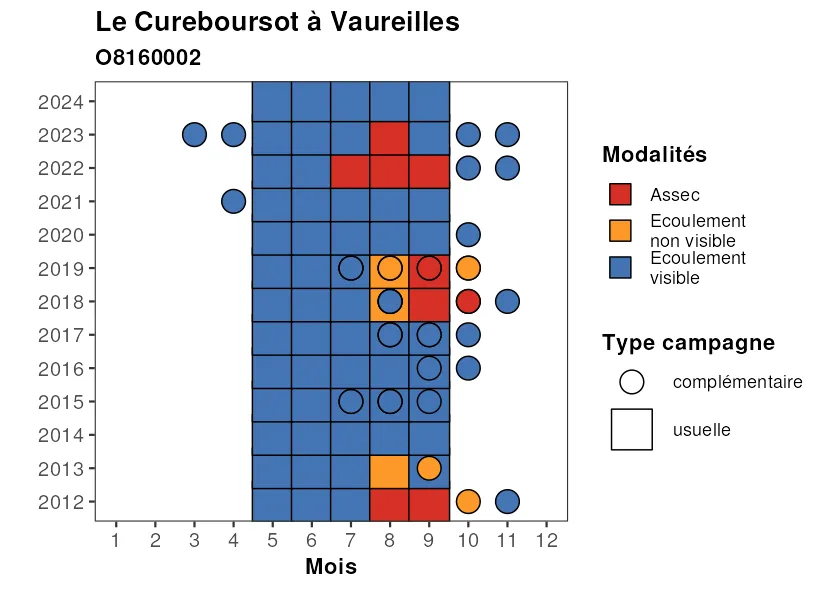 Le Cureboursot à Vaureilles
O8160002
2024
2023
2022
2021
2020
2019
2018
2017
2016
2015
2014
2013
2012
1 2 3 4 5 6 7 8 9 10 11 12
Mois
Modalités
Assec
Ecoulement
non visible
Ecoulement
visible
Type campagne
complémentaire
usuelle